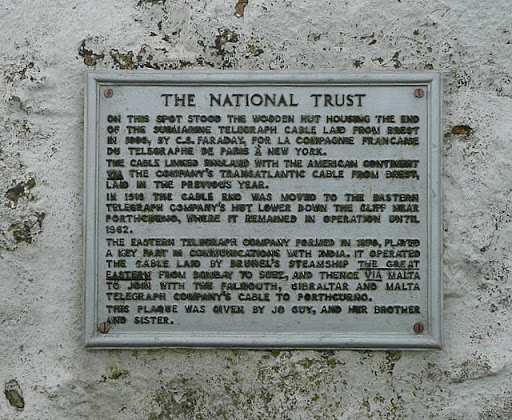 THE NATIONAL TRUST
ON THIS SPOT STOOD THE WOODEN HUT HOUSING THE END
OF THE SUBMARINE TELEGRAPH CABLE LAID FROM BREST
IN BY C.S. FARADAY, FOR LA COMPAGNIE FRANCAISE
DU TELEGRAPHE DE PARIS À NEW YORK.
THE CABLE LINKED ENGLAND WITH THE AMERICAN CONTINENT
VIA THE COMPANY'S TRANSATLANTIC CABLE FROM BREST,
LAID IN THE PREVIOUS YEAR.
IN THE CABLE END WAS MOVED TO THE EASTERN
TELEGRAPH COMPANY'S HUT LOWER DOWN THE CLIFF NEAR
PORTHCURNO, WHERE IT REMAINED IN OPERATION UNTIL
1962.
THE EASTERN TELEGRAPH COMPANY FORMED IN PLAYED
A KEY PART IN COMMUNICATIONS WITH INDIA. IT OPERATED
THE CABLE LAID BY BRUNEL'S STEAMSHIP THE GREAT
EASTERN FROM BOMBAY TO SUEZ, AND THENCE VIA MALTA
TO JOIN WITH THE FALMOUTH, GIBRALTAR AND MALTA
TELEGRAPH COMPANY'S CABLE TO PORTHCURNO.
THIS PLAQUE WAS GIVEN BY JO GUY, AND HER BROTHER
AND SISTER.